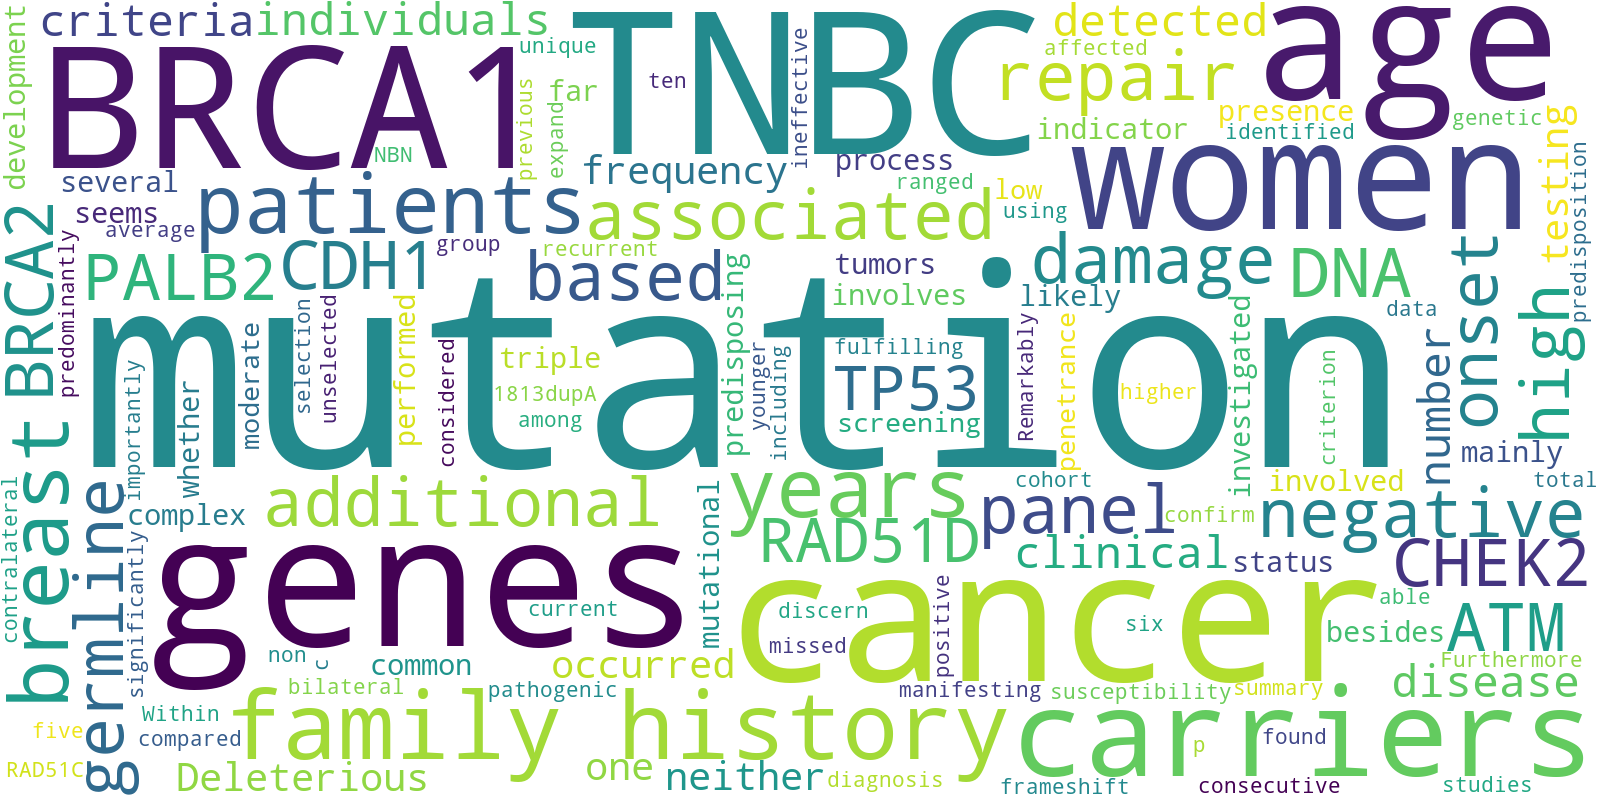 criteria
individuals
TNBC
detected
age
development
BRCA1
unique
ten
ineffective
affected
repair
far
previous
expand
presence
indicator
identified
genetic
testing
NBN
frequency
process
women
several
patients
associated
ranged
low
using
predisposition
seems
average
group
recurrent
BRCA2
predominantly
PALB2
CDH1
based
tumors
involves
damage
likely
DNA
onset
high
data
mutation
importantly
whether
moderate
selection
unselected
performed
considered
triple
1813dupA
among
predisposing
younger
including
fulfilling
TP53
screening
Remarkably
penetrance
higher
investigated
criterion
number
mainly
breast
contralateral
germline
significantly
complex
additional
mutational
years
RAD51D
cohort
panel
confirm
involved
negative
total
clinical
status
CHEK2
genes
current
discern
missed
positive
cancer
six
able
besides
ATM
non
c
common
occurred
Furthermore
bilateral
pathogenic
manifesting
susceptibility
summary
disease
five
Within
compared
family history
carriers
p
found
RAD51C
Deleterious
one
neither
diagnosis
frameshift
consecutive
studies